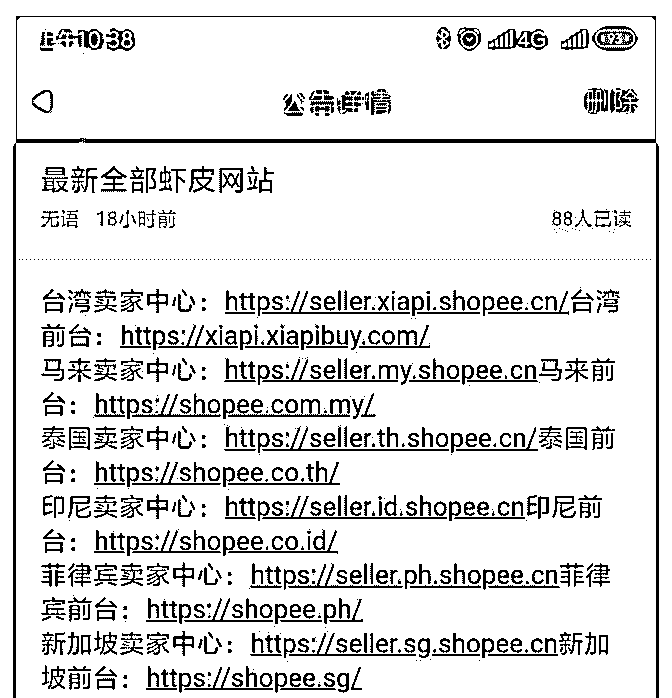 上午10:38 4G
公告详情 删除
最新全部虾皮网站
无语 18小时前 88人已读
台湾卖家中心：https://seller.xiapi.shopee.cn/台湾
前台：https://xiapi.xiapibuy.com/
马来卖家中心：https://seller.my.shopee.cn马来前
台：https://shopee.com.my/
泰国卖家中心：https://seller.th.shopee.cn/泰国前
台：https://shopee.co.th/
印尼卖家中心：https://seller.id.shopee.cn印尼前
台：https://shopee.co.id/
菲律宾卖家中心：https://seller.ph.shopee.cn菲律
宾前台：https://shopee.ph/
新加坡卖家中心：https://seller.sg.shopee.cn新加
坡前台：https://shopee.sg/